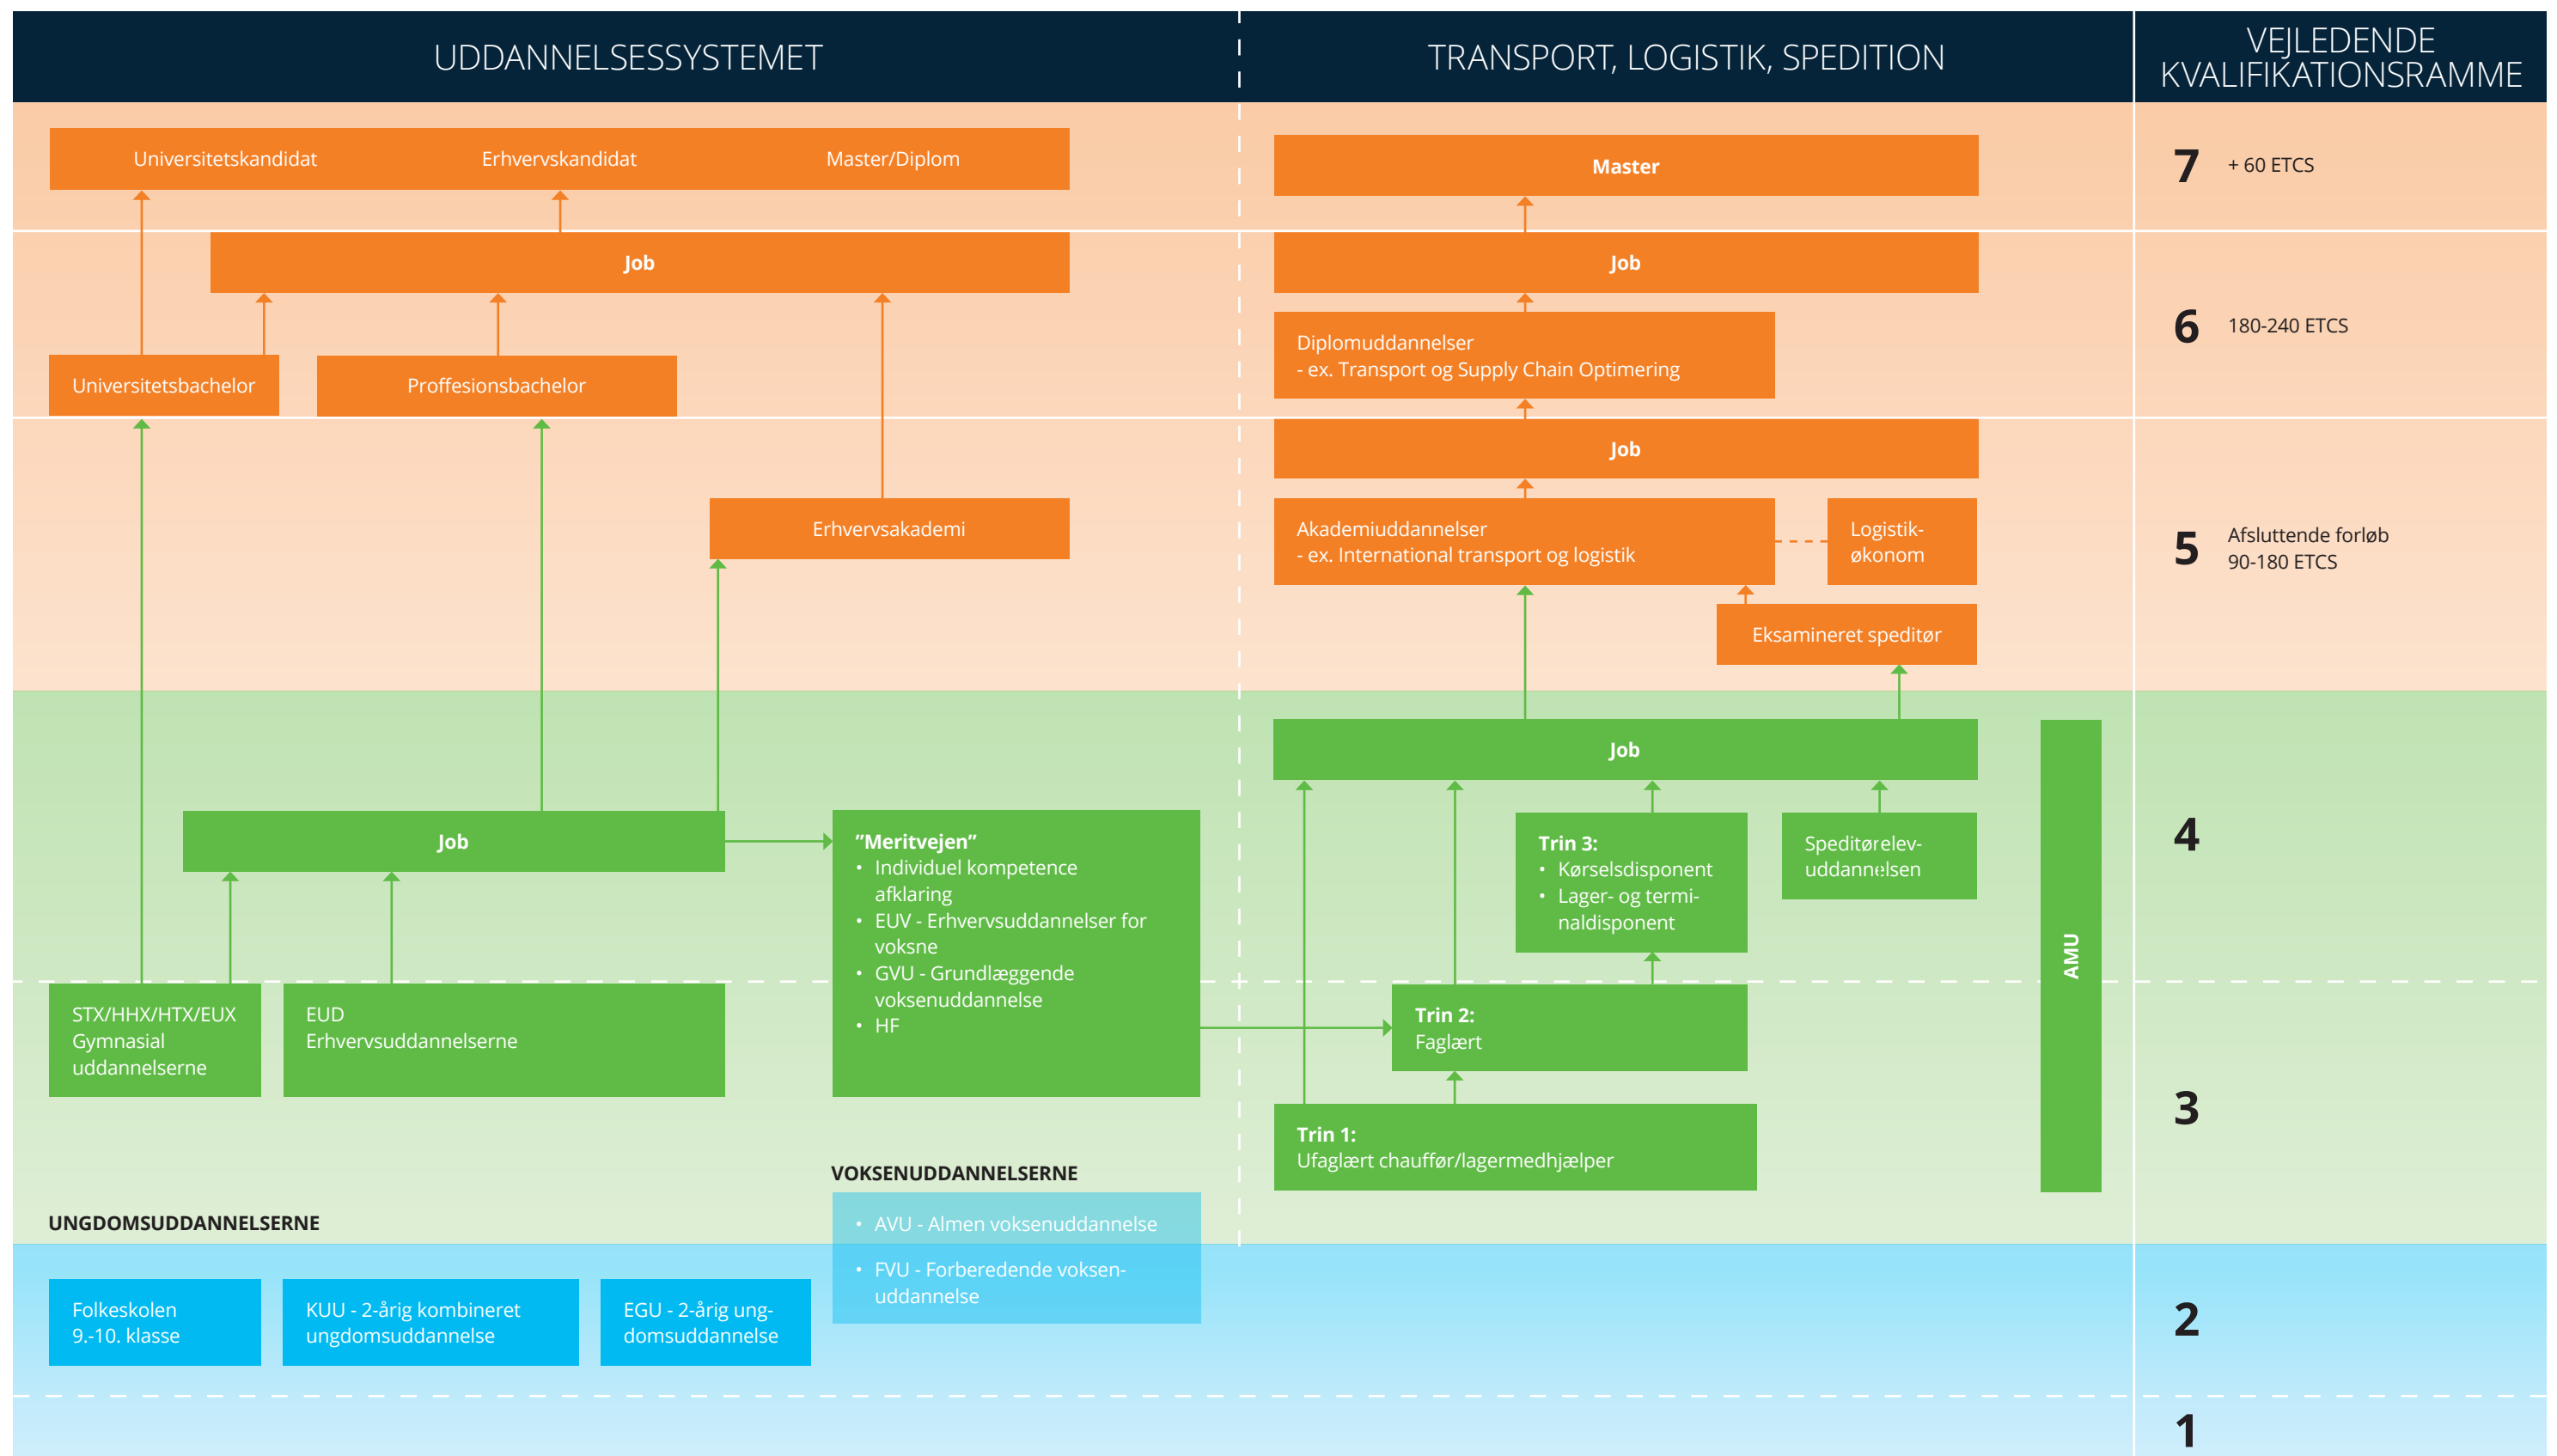 UDDANNELSESSYSTEMET
TRANSPORT, LOGISTIK, SPEDITION
VEJLEDENDE
KVALIFIKATIONSRAMME
Universitetskandidat
Erhvervskandidat
Master/Diplom
Master
7
+ 60 ETCS
Job
Job
Diplomuddannelser
- ex. Transport og Supply Chain Optimering
6
180-240 ETCS
Universitetsbachelor
Proffesionsbachelor
Job
Erhvervsakademi
Akademiuddannelser
- ex. International transport og logistik
Logistik-
økonom
5
Afsluttende forløb
90-180 ETCS
Eksamineret speditør
Job
Job
"Meritvejen"
• Individuel kompetence
afklaring
• EUV - Erhvervsuddannelser for
voksne
• GVU - Grundlæggende
voksenuddannelse
• HF
Trin 3:
• Kørselsdisponent
• Lager- og termi-
naldisponent
Speditørelev-
uddannelsen
AMU
4
STX/HHX/HTX/EUX
Gymnasial
uddannelserne
EUD
Erhvervsuddannelserne
Trin 2:
Faglært
Trin 1:
Ufaglært chauffør/lagermedhjælper
3
VOKSENUDDANNELSERNE
• AVU - Almen voksenuddannelse
• FVU - Forberedende voksen-
uddannelse
UNGDOMSUDDANNELSERNE
Folkeskolen
9.-10. klasse
KUU - 2-årig kombineret
ungdomsuddannelse
EGU - 2-årig ung-
domsuddannelse
2
1